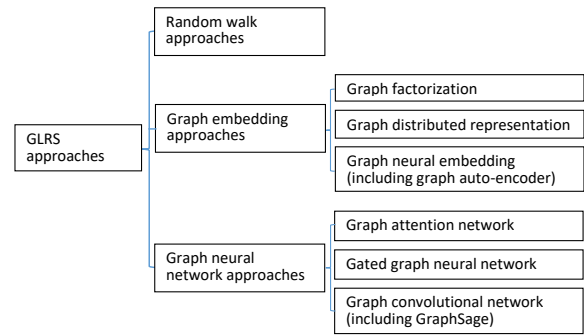 Random walk
approaches
Graph factorization
Graph embedding
approaches
Graph distributed representation
GLRS
approaches
Graph neural embedding
(including graph auto-encoder)
Graph attention network
Graph neural
network approaches
Gated graph neural network
Graph convolutional network
(including GraphSage)